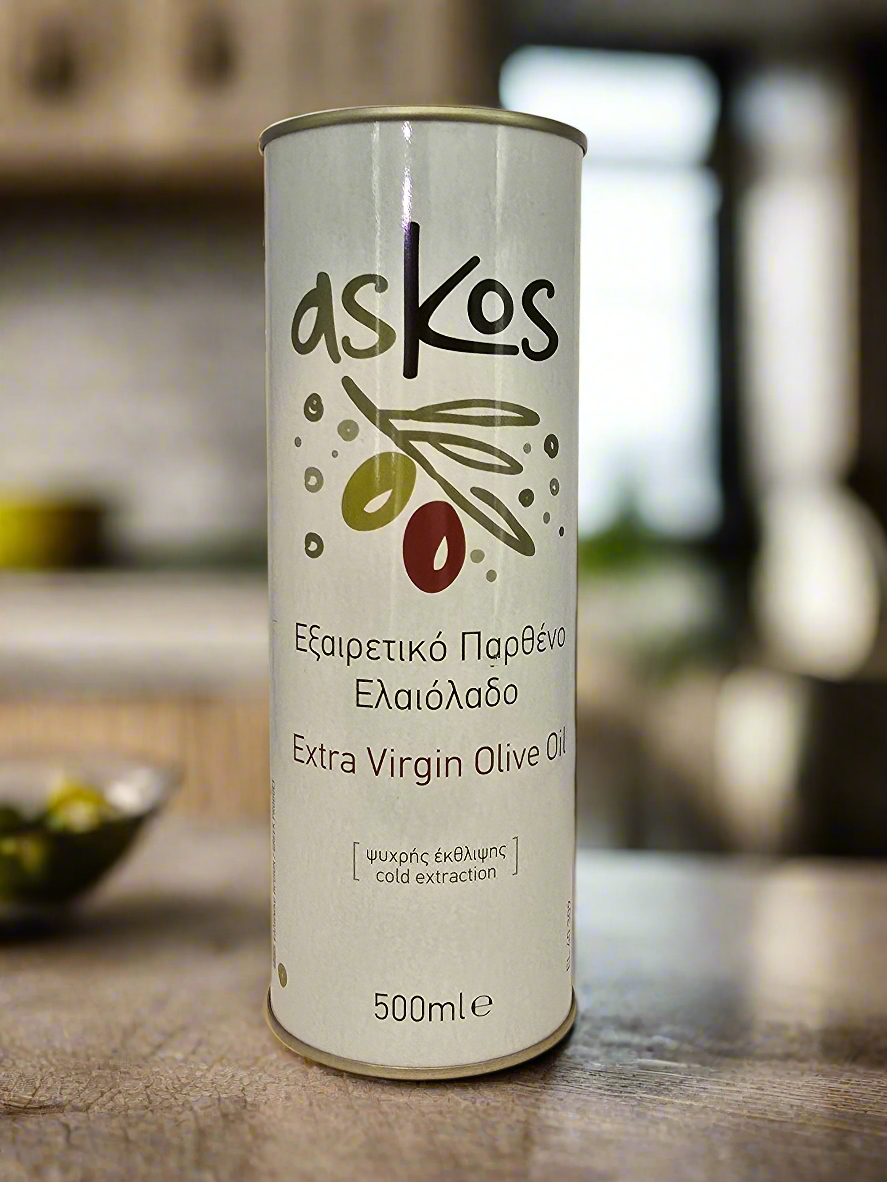 askos
Εξαιρετικό Παρθένο
Ελαιόλαδο
Extra Virgin Olive Oil
[ ψυχρής έκθλιψης
cold extraction ]
500ml e